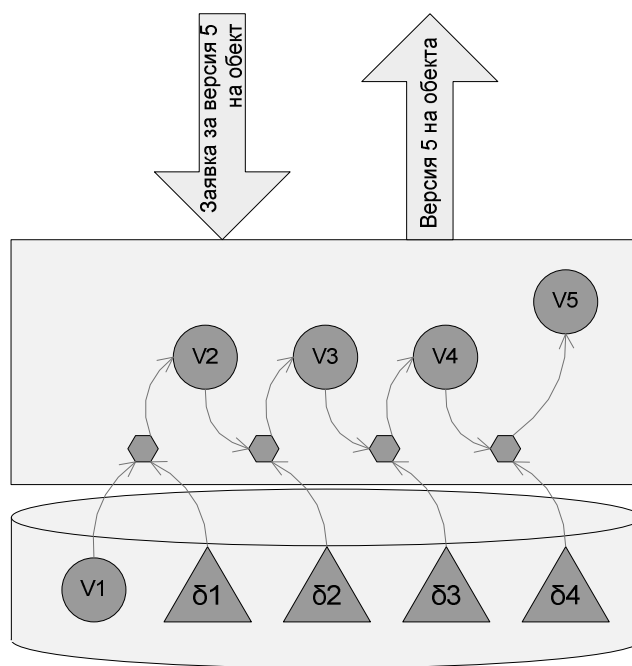 Заявка за версия 5
на обект
Версия 5 на обекта
V5
V2
V3
V4
V1
δ1
δ2
δ3
δ4